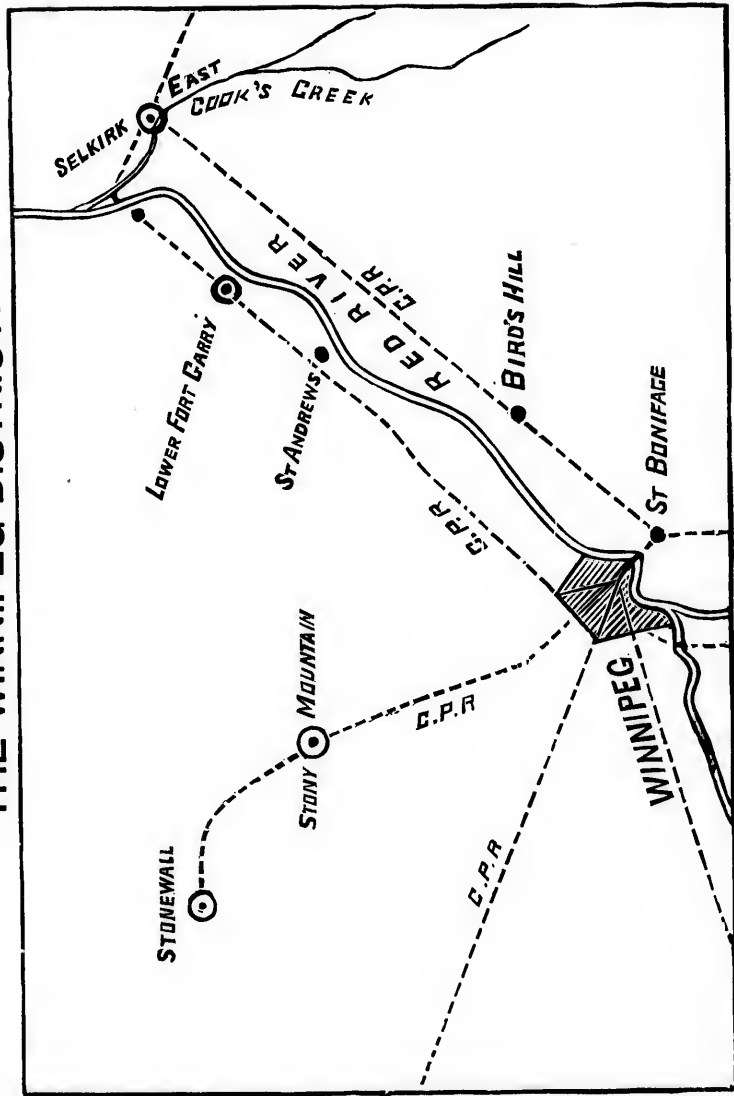 THE WINNIPEG DISTRICT
STONEWALL
STONY MOUNTAIN
C.P.R
C.P.R
WINNIPEG
LOWER FORT GARRY
ST ANDREWS
C.P.R
SELKIRK
EAST
COOK'S CREEK
RED RIVER
C.P.R
BIRD'S HILL
ST BONIFACE